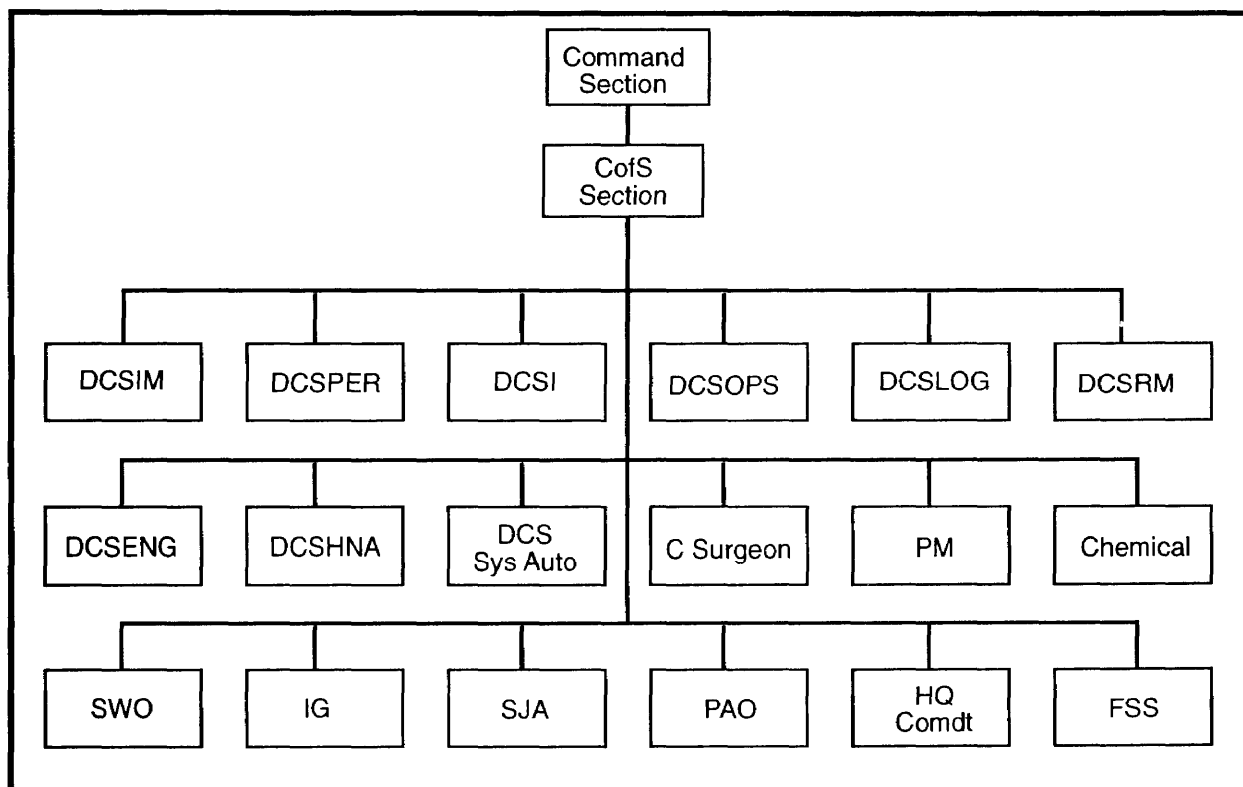 Command
Section
CofS
Section
DCSIM
DCSPER
DCSI
DCSOPS
DCSLOG
DCSRM
DCSENG
DCSHNA
DCS
Sys Auto
C Surgeon
PM
Chemical
SWO
IG
SJA
PAO
HQ
Comdt
FSS